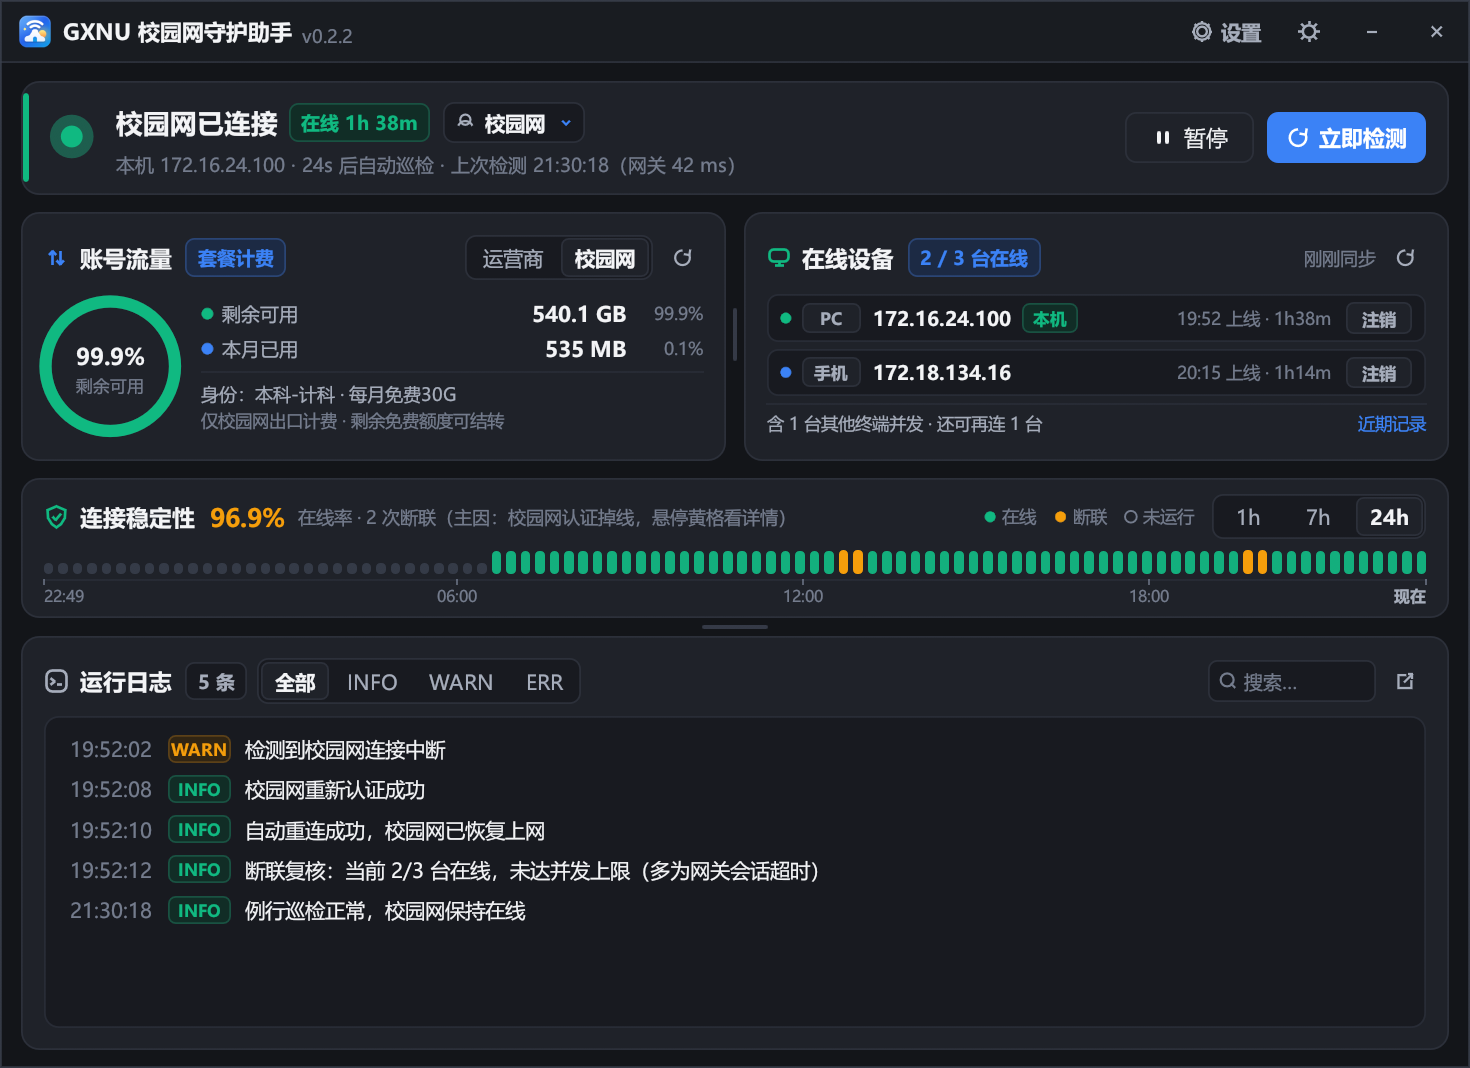 GXNU 校园网守护助手 v0.2.2
设置
校园网已连接 在线 1h 38m 校园网
本机 172.16.24.100 · 24s 后自动巡检 · 上次检测 21:30:18（网关 42 ms）
暂停 立即检测
账号流量 套餐计费 运营商 校园网
99.9%
剩余可用
剩余可用 540.1 GB 99.9%
本月已用 535 MB 0.1%
身份：本科-计科 · 每月免费30G
仅校园网出口计费 · 剩余免费额度可结转
在线设备 2 / 3 台在线 刚刚同步
PC 172.16.24.100 本机 19:52 上线 · 1h38m 注销
手机 172.18.134.16 20:15 上线 · 1h14m 注销
含 1 台其他终端并发 · 还可再连 1 台 近期记录
连接稳定性 96.9% 在线率 · 2 次断联（主因：校园网认证掉线，悬停黄格看详情） 在线 断联 未运行 1h 7h 24h
22:49 06:00 12:00 18:00 现在
运行日志 5 条 全部 INFO WARN ERR 搜索...
19:52:02 WARN 检测到校园网连接中断
19:52:08 INFO 校园网重新认证成功
19:52:10 INFO 自动重连成功，校园网已恢复上网
19:52:12 INFO 断联复核：当前 2/3 台在线，未达并发上限（多为网关会话超时）
21:30:18 INFO 例行巡检正常，校园网保持在线